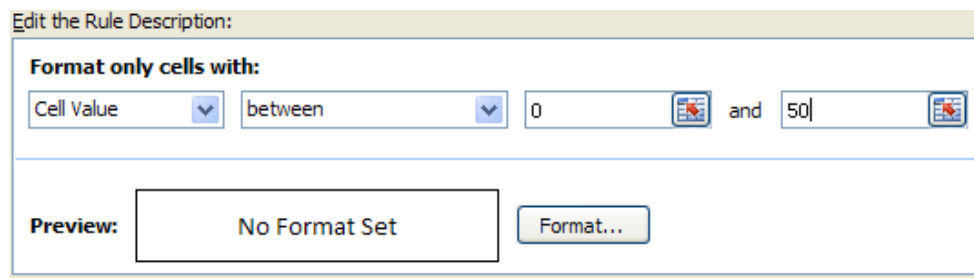 Edit the Rule Description:
Format only cells with:
Cell Value between 0 and 50
Preview: No Format Set Format...